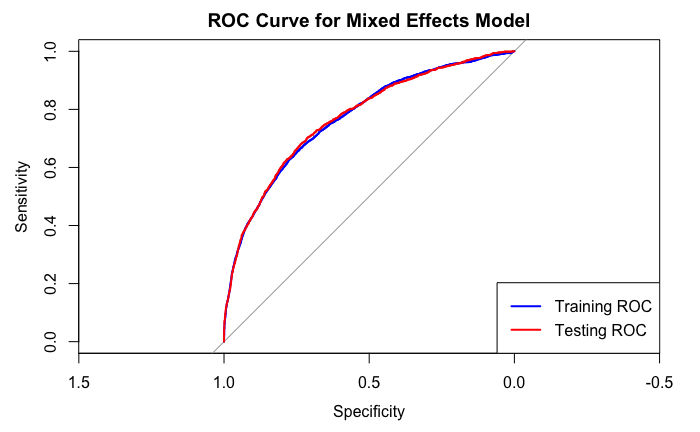 ROC Curve for Mixed Effects Model
Sensitivity
1.0
0.8
0.6
0.4
0.2
0.0
Training ROC
Testing ROC
1.5 1.0 0.5 0.0 -0.5
Specificity